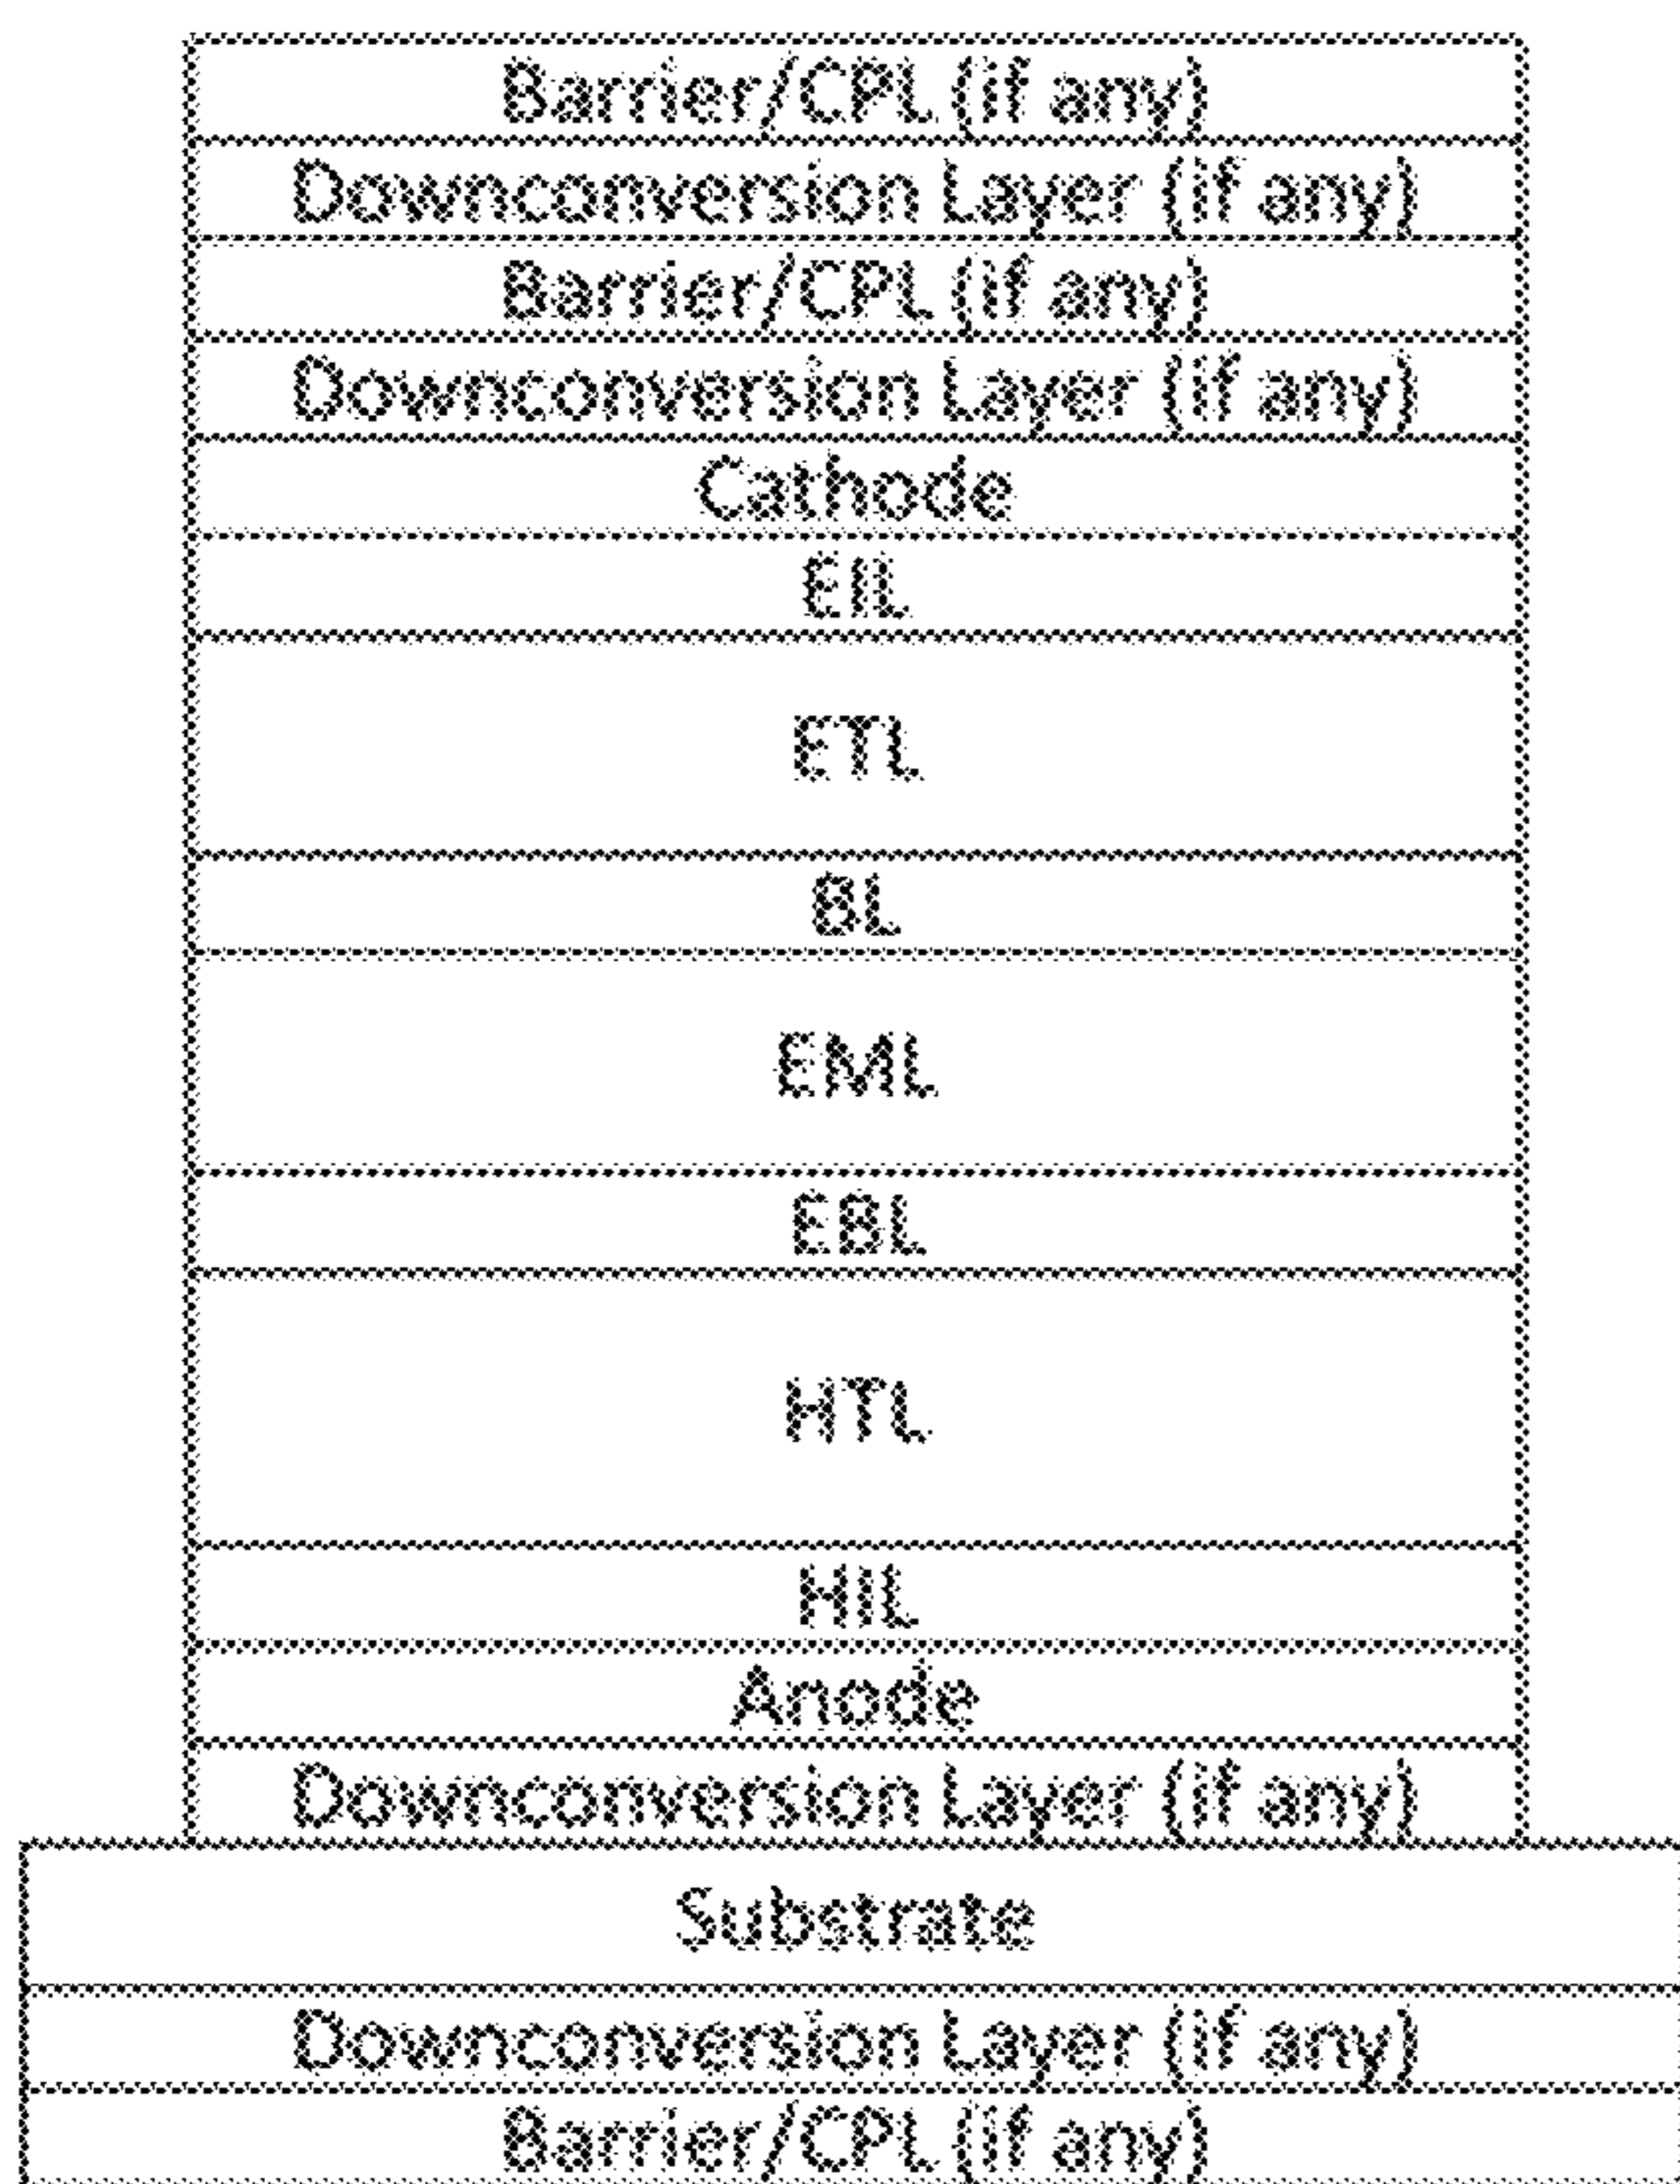 Barrier/CPL (if any)
Downconversion Layer (if any)
Barrier/CPL (if any)
Downconversion Layer (if any)
Cathode
EIL
ETL
BL
EML
EBL
HTL
HIL
Anode
Downconversion Layer (if any)
Substrate
Downconversion Layer (if any)
Barrier/CPL (if any)